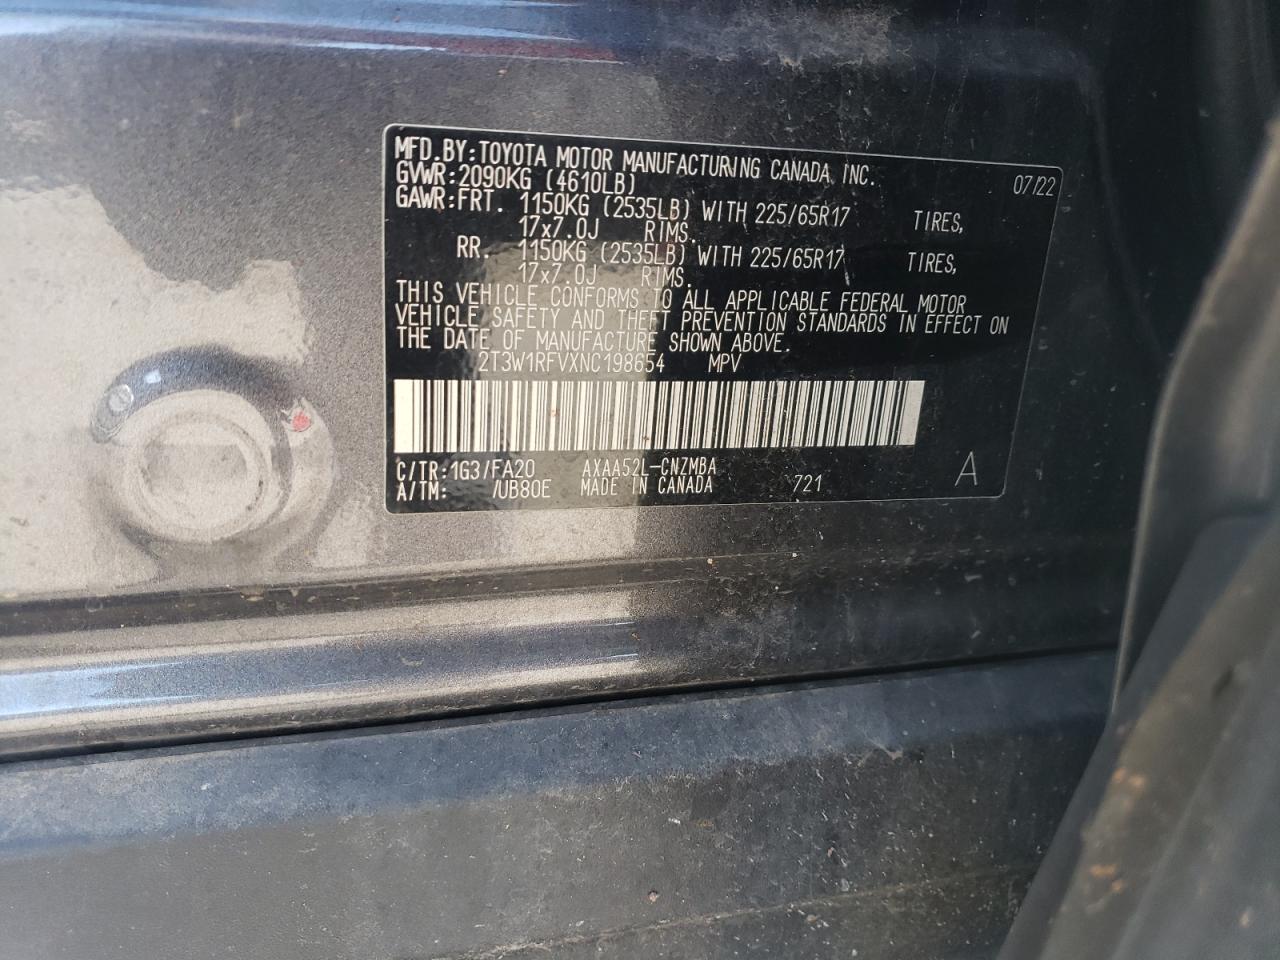 MFD.BY:TOYOTA MOTOR MANUFACTURING CANADA, INC. 07/22
GVWR:2090KG (4610LB)
GAWR:FRT. 1150KG (2535LB) WITH 225/65R17 TIRES,
17x7.0J RIMS.
RR. 1150KG (2535LB) WITH 225/65R17 TIRES,
17x7.0J RIMS.
THIS VEHICLE CONFORMS TO ALL APPLICABLE FEDERAL MOTOR
VEHICLE SAFETY AND THEFT PREVENTION STANDARDS IN EFFECT ON
THE DATE OF MANUFACTURE SHOWN ABOVE.
2T3W1RFVXNC198654 MPV
C/TR:1G3/FA20 AXAA52L-CNZMBA
A/TM: /UB80E MADE IN CANADA 721 A